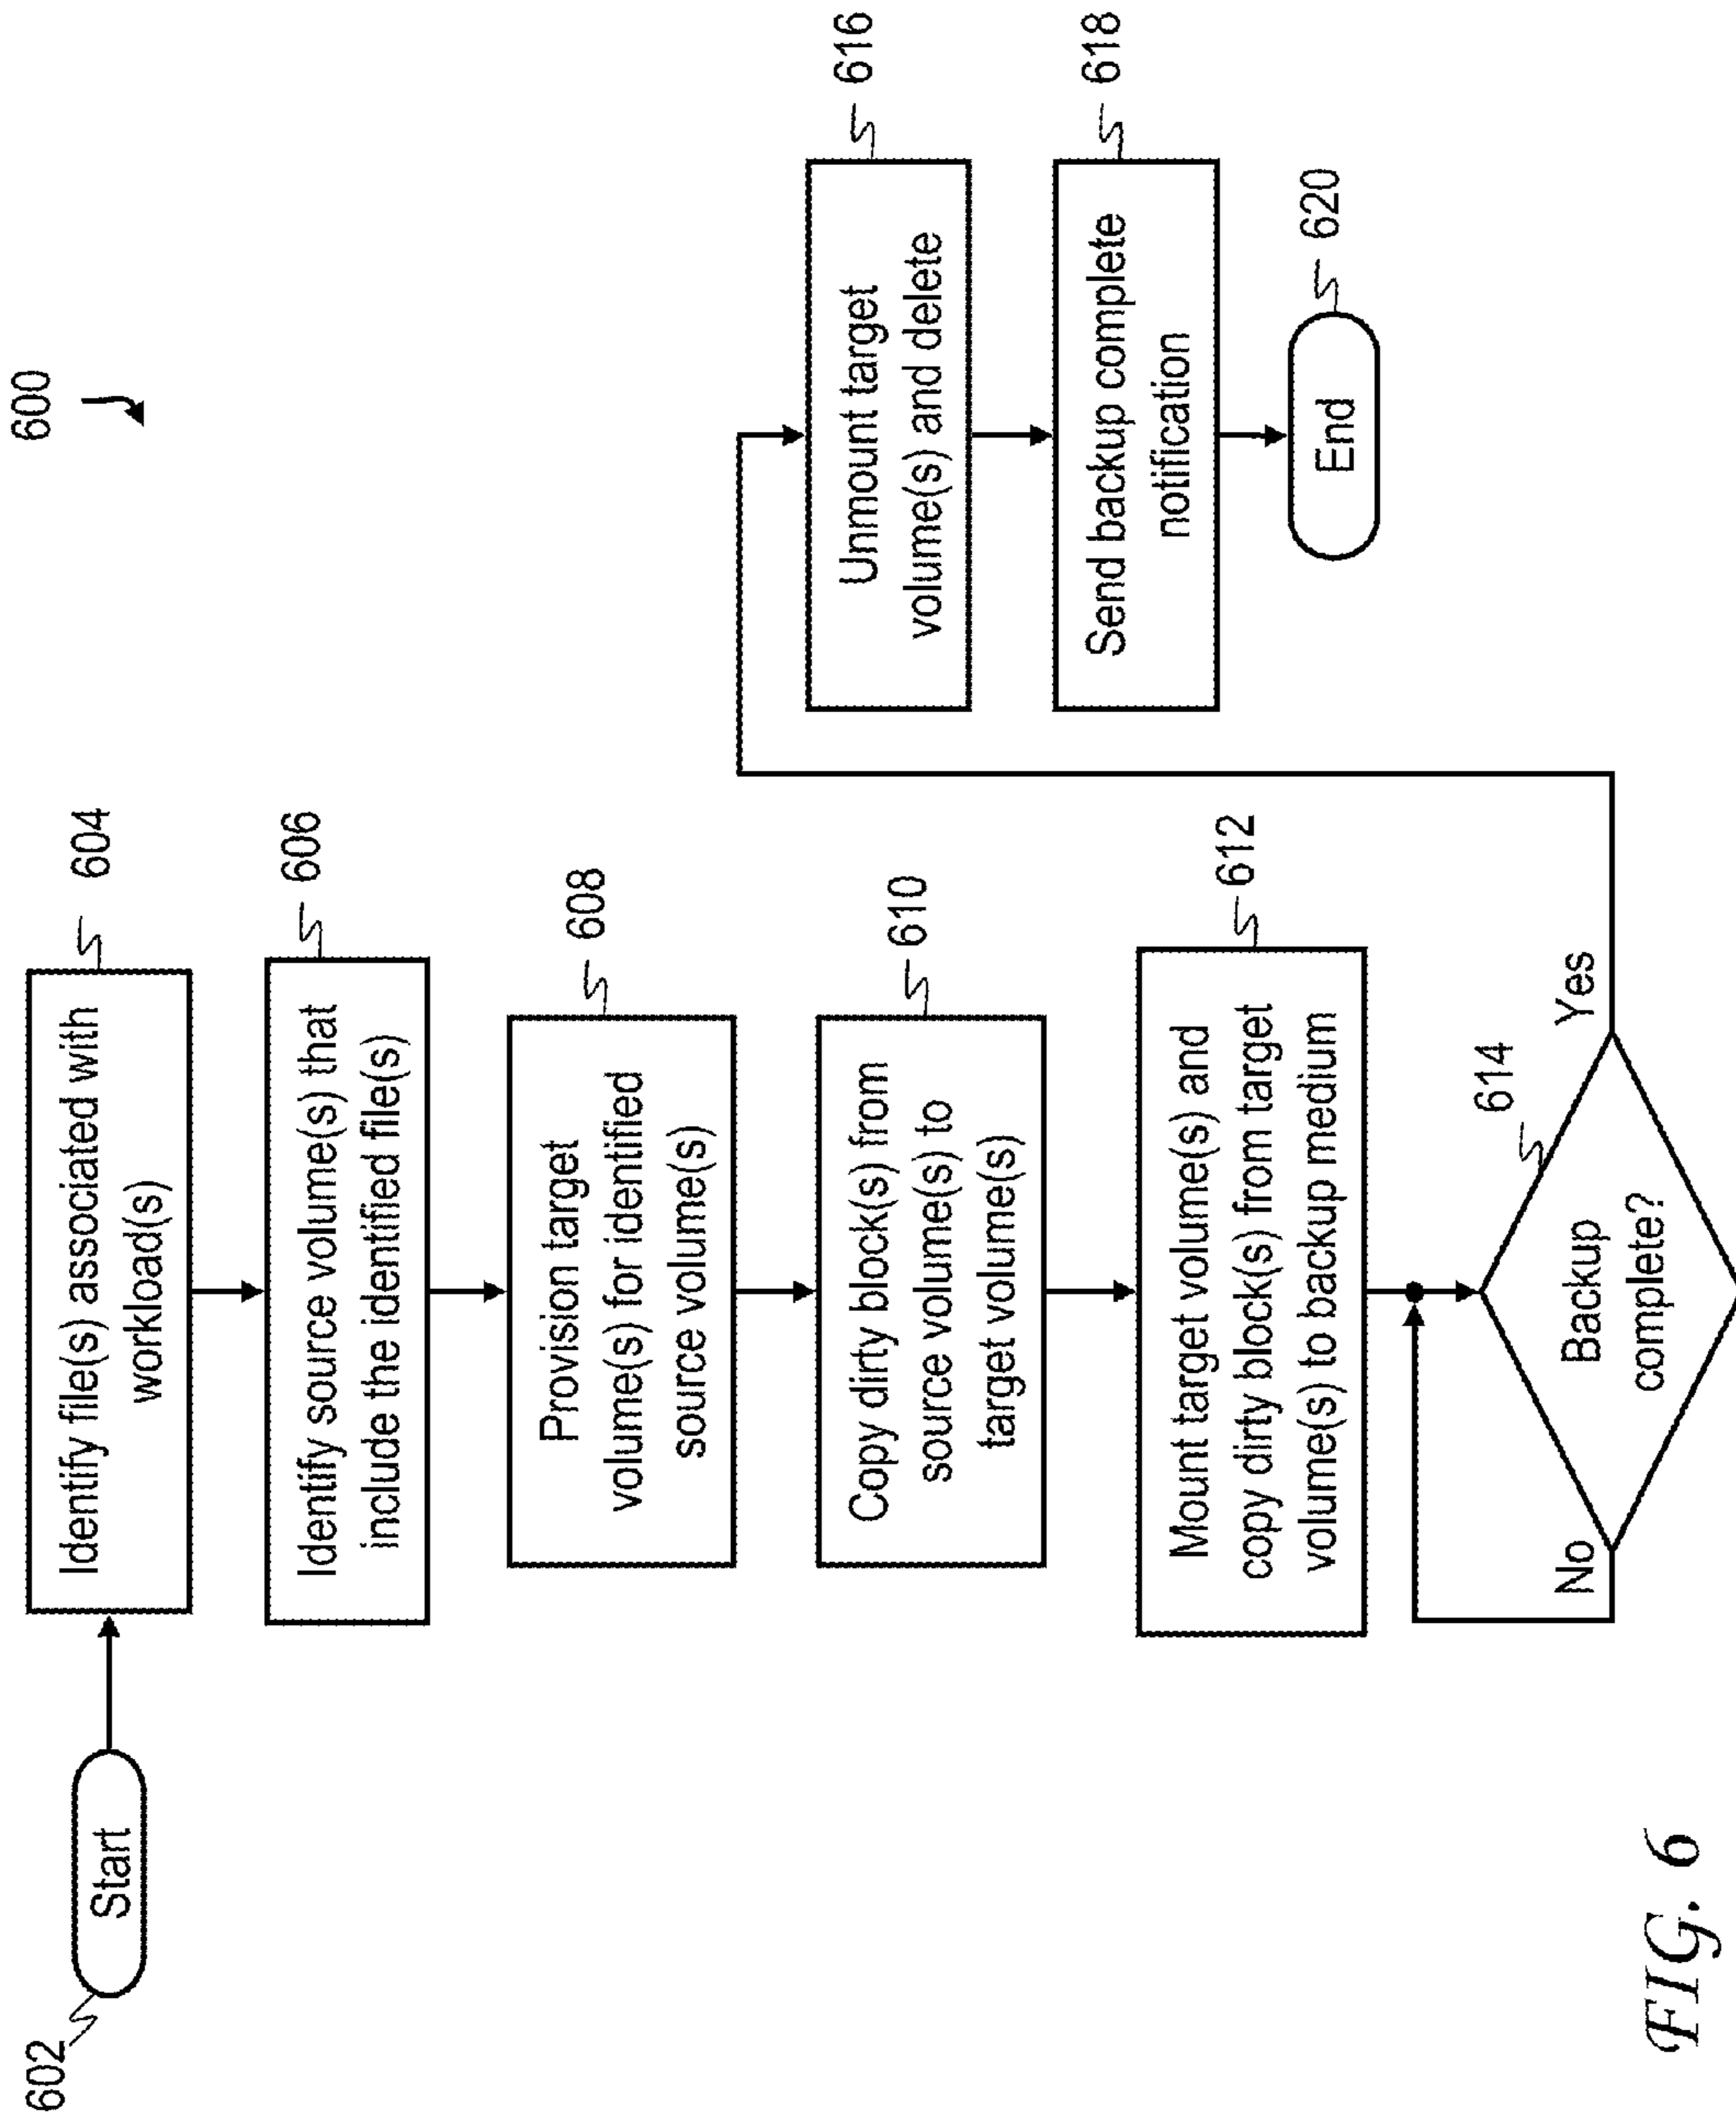 600
602
Start
Identify file(s) associated with
workload(s)
604
Identify source volume(s) that
include the identified file(s)
606
Provision target
volume(s) for identified
source volume(s)
608
Copy dirty block(s) from
source volume(s) to
target volume(s)
610
Mount target volume(s) and
copy dirty block(s) from target
volume(s) to backup medium
612
Backup
complete?
614
No
Yes
Unmount target
volume(s) and delete
616
Send backup complete
notification
618
End
620
FIG. 6